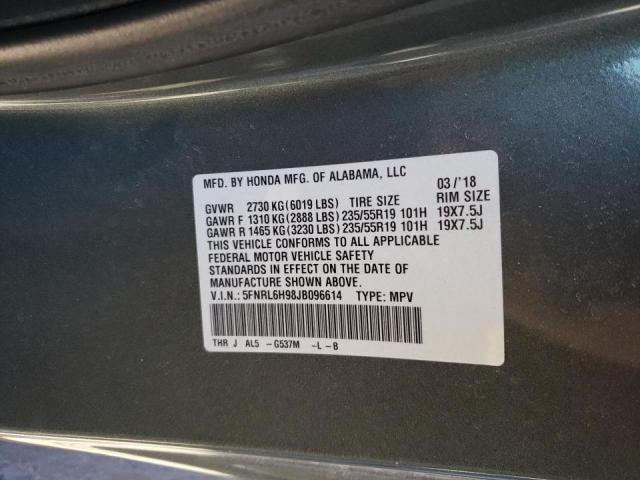 MFD. BY HONDA MFG. OF ALABAMA, LLC 03/'18
GVWR 2730 KG (6019 LBS) TIRE SIZE RIM SIZE
GAWR F 1310 KG (2888 LBS) 235/55R19 101H 19X7.5J
GAWR R 1465 KG (3230 LBS) 235/55R19 101H 19X7.5J
THIS VEHICLE CONFORMS TO ALL APPLICABLE
FEDERAL MOTOR VEHICLE SAFETY
STANDARDS IN EFFECT ON THE DATE OF
MANUFACTURE SHOWN ABOVE.
V.I.N.: 5FNRL6H98JB096614 TYPE: MPV
THR J AL5 -G537M -L-B